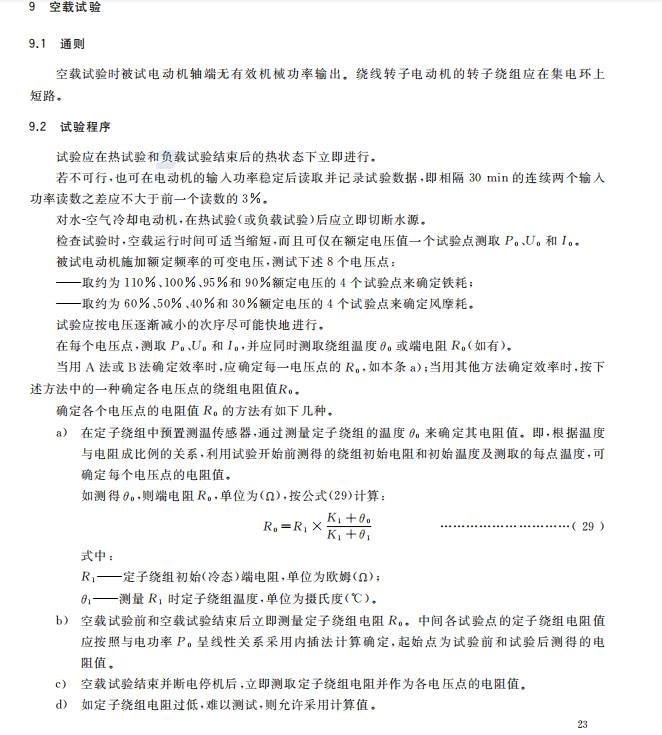 9 空载试验
9.1 通则
空载试验时被试电动机轴端无有效机械功率输出。绕线转子电动机的转子绕组应在集电环上
短路。
9.2 试验程序
试验应在热试验和负载试验结束后的热状态下立即进行。
若不可行,也可在电动机的输入功率稳定后读取并记录试验数据,即相隔 30 min 的连续两个输入
功率读数之差应不大于前一个读数的 3%。
对水-空气冷却电动机,在热试验(或负载试验)后应立即切断水源。
检查试验时,空载运行时间可适当缩短,而且可仅在额定电压值一个试验点测取 P₀、U₀ 和 I₀。
被试电动机施加额定频率的可变电压,测试下述 8 个电压点:
——取约为 110%、100%、95%和 90%额定电压的 4 个试验点来确定铁耗;
——取约为 60%、50%、40%和 30%额定电压的 4 个试验点来确定风摩耗。
试验应按电压逐渐减小的次序尽可能快地进行。
在每个电压点,测取 P₀、U₀ 和 I₀,并应同时测取绕组温度 θ₀ 或端电阻 R₀(如有)。
当用 A 法或 B 法确定效率时,应确定每一电压点的 R₀,如本条 a);当用其他方法确定效率时,按下
述方法中的一种确定各电压点的绕组电阻值R₀。
确定各个电压点的电阻值 R₀ 的方法有如下几种。
a) 在定子绕组中预置测温传感器,通过测量定子绕组的温度 θ₀ 来确定其电阻值。即,根据温度
与电阻成比例的关系,利用试验开始前测得的绕组初始电阻和初始温度及测取的每点温度,可
确定每个电压点的电阻值。
如测得 θ₀,则端电阻 R₀,单位为(Ω),按公式(29)计算:
R₀=R₁×(K₁+θ₀)/(K₁+θ₁) ……………………………( 29 )
式中:
R₁——定子绕组初始(冷态)端电阻,单位为欧姆(Ω);
θ₁——测量 R₁ 时定子绕组温度,单位为摄氏度(℃)。
b) 空载试验前和空载试验结束后立即测量定子绕组电阻 R₀。中间各试验点的定子绕组电阻值
应按照与电功率 P₀ 呈线性关系采用内插法计算确定,起始点为试验前和试验后测得的电
阻值。
c) 空载试验结束并断电停机后,立即测取定子绕组电阻并作为各电压点的电阻值。
d) 如定子绕组电阻过低,难以测试,则允许采用计算值。
23